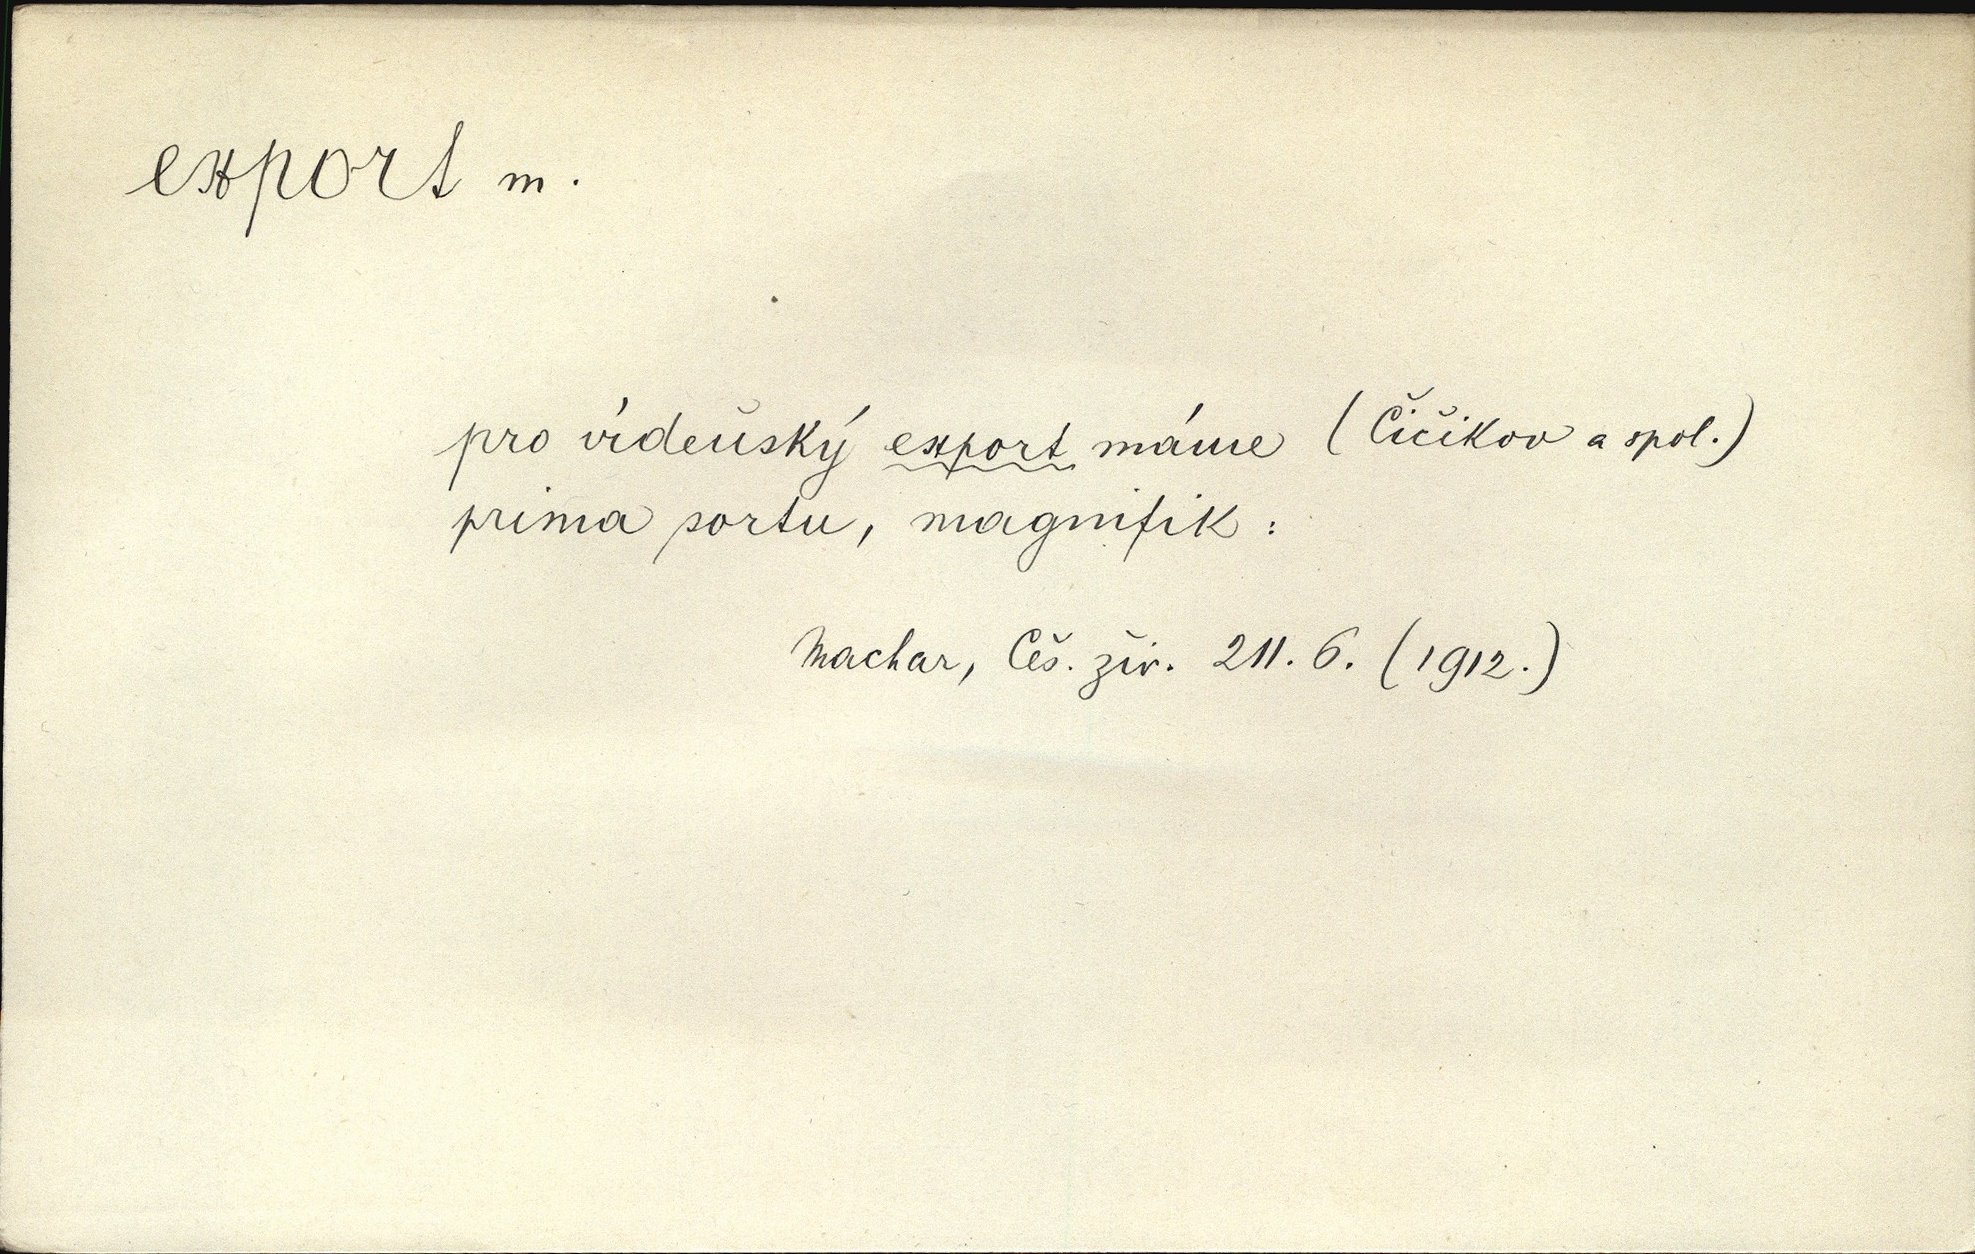 export m.
pro vídeňský export máme (Čičikov a spol.)
prima sortu, magnifik:
Machar, Čes. živ. 211. 6. (1912.)